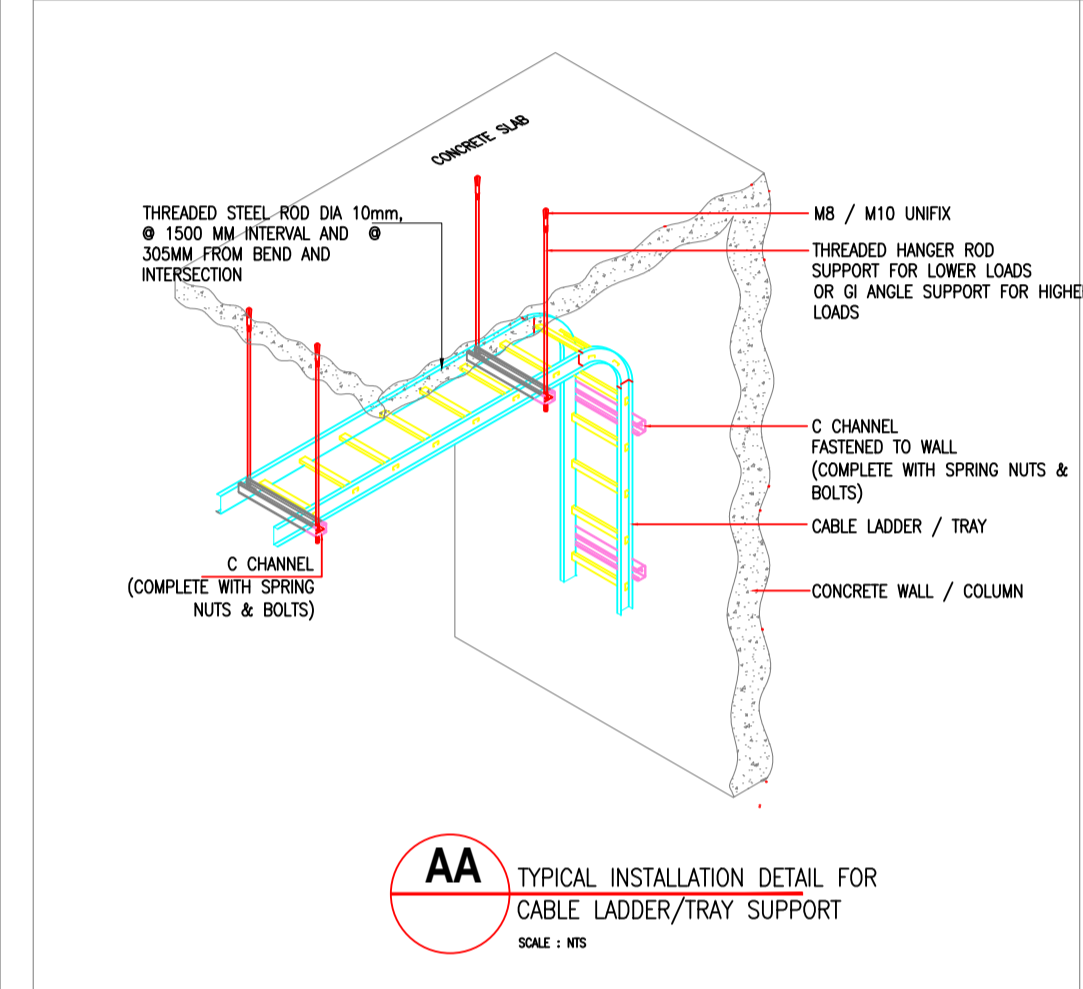 CONCRETE SLAB
THREADED STEEL ROD DIA 10mm,
@ 1500 MM INTERVAL AND @
305MM FROM BEND AND
INTERSECTION
M8 / M10 UNIFIX
THREADED HANGER ROD
SUPPORT FOR LOWER LOADS
OR GI ANGLE SUPPORT FOR HIGHE
LOADS
C CHANNEL
FASTENED TO WALL
(COMPLETE WITH SPRING NUTS &
BOLTS)
CABLE LADDER / TRAY
C CHANNEL
(COMPLETE WITH SPRING
NUTS & BOLTS)
CONCRETE WALL / COLUMN
AA
TYPICAL INSTALLATION DETAIL FOR
CABLE LADDER/TRAY SUPPORT
SCALE : NTS